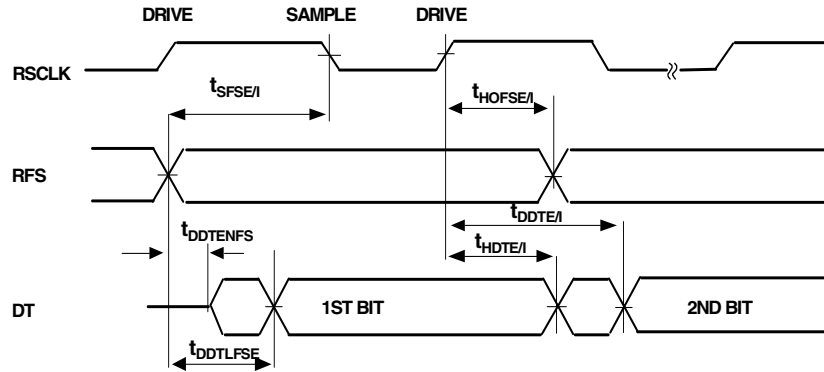 DRIVE SAMPLE DRIVE
RSCLK
tSFSE/I tHOFSE/I
RFS
tDDTE/I
tDDTENFS
tHDTE/I
DT 1ST BIT 2ND BIT
tDDTLFSE